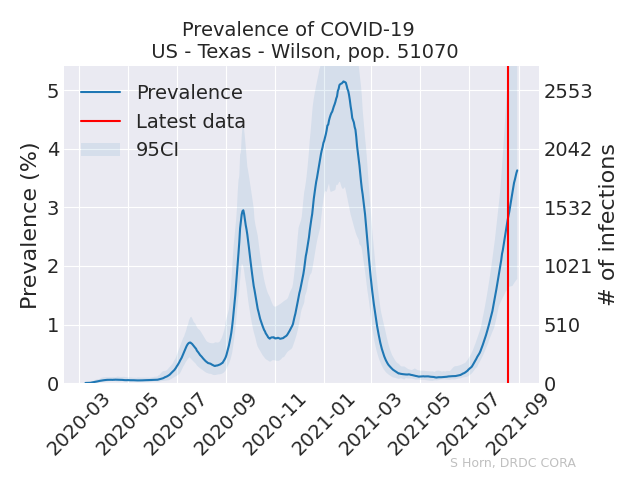 Prevalence of COVID-19
US - Texas - Wilson, pop. 51070
Prevalence
Latest data
95CI
Prevalence (%)
5
4
3
2
1
0
2553
2042
1532
1021
510
0
# of infections
2020-03
2020-05
2020-07
2020-09
2020-11
2021-01
2021-03
2021-05
2021-07
2021-09
S Horn, DRDC CORA